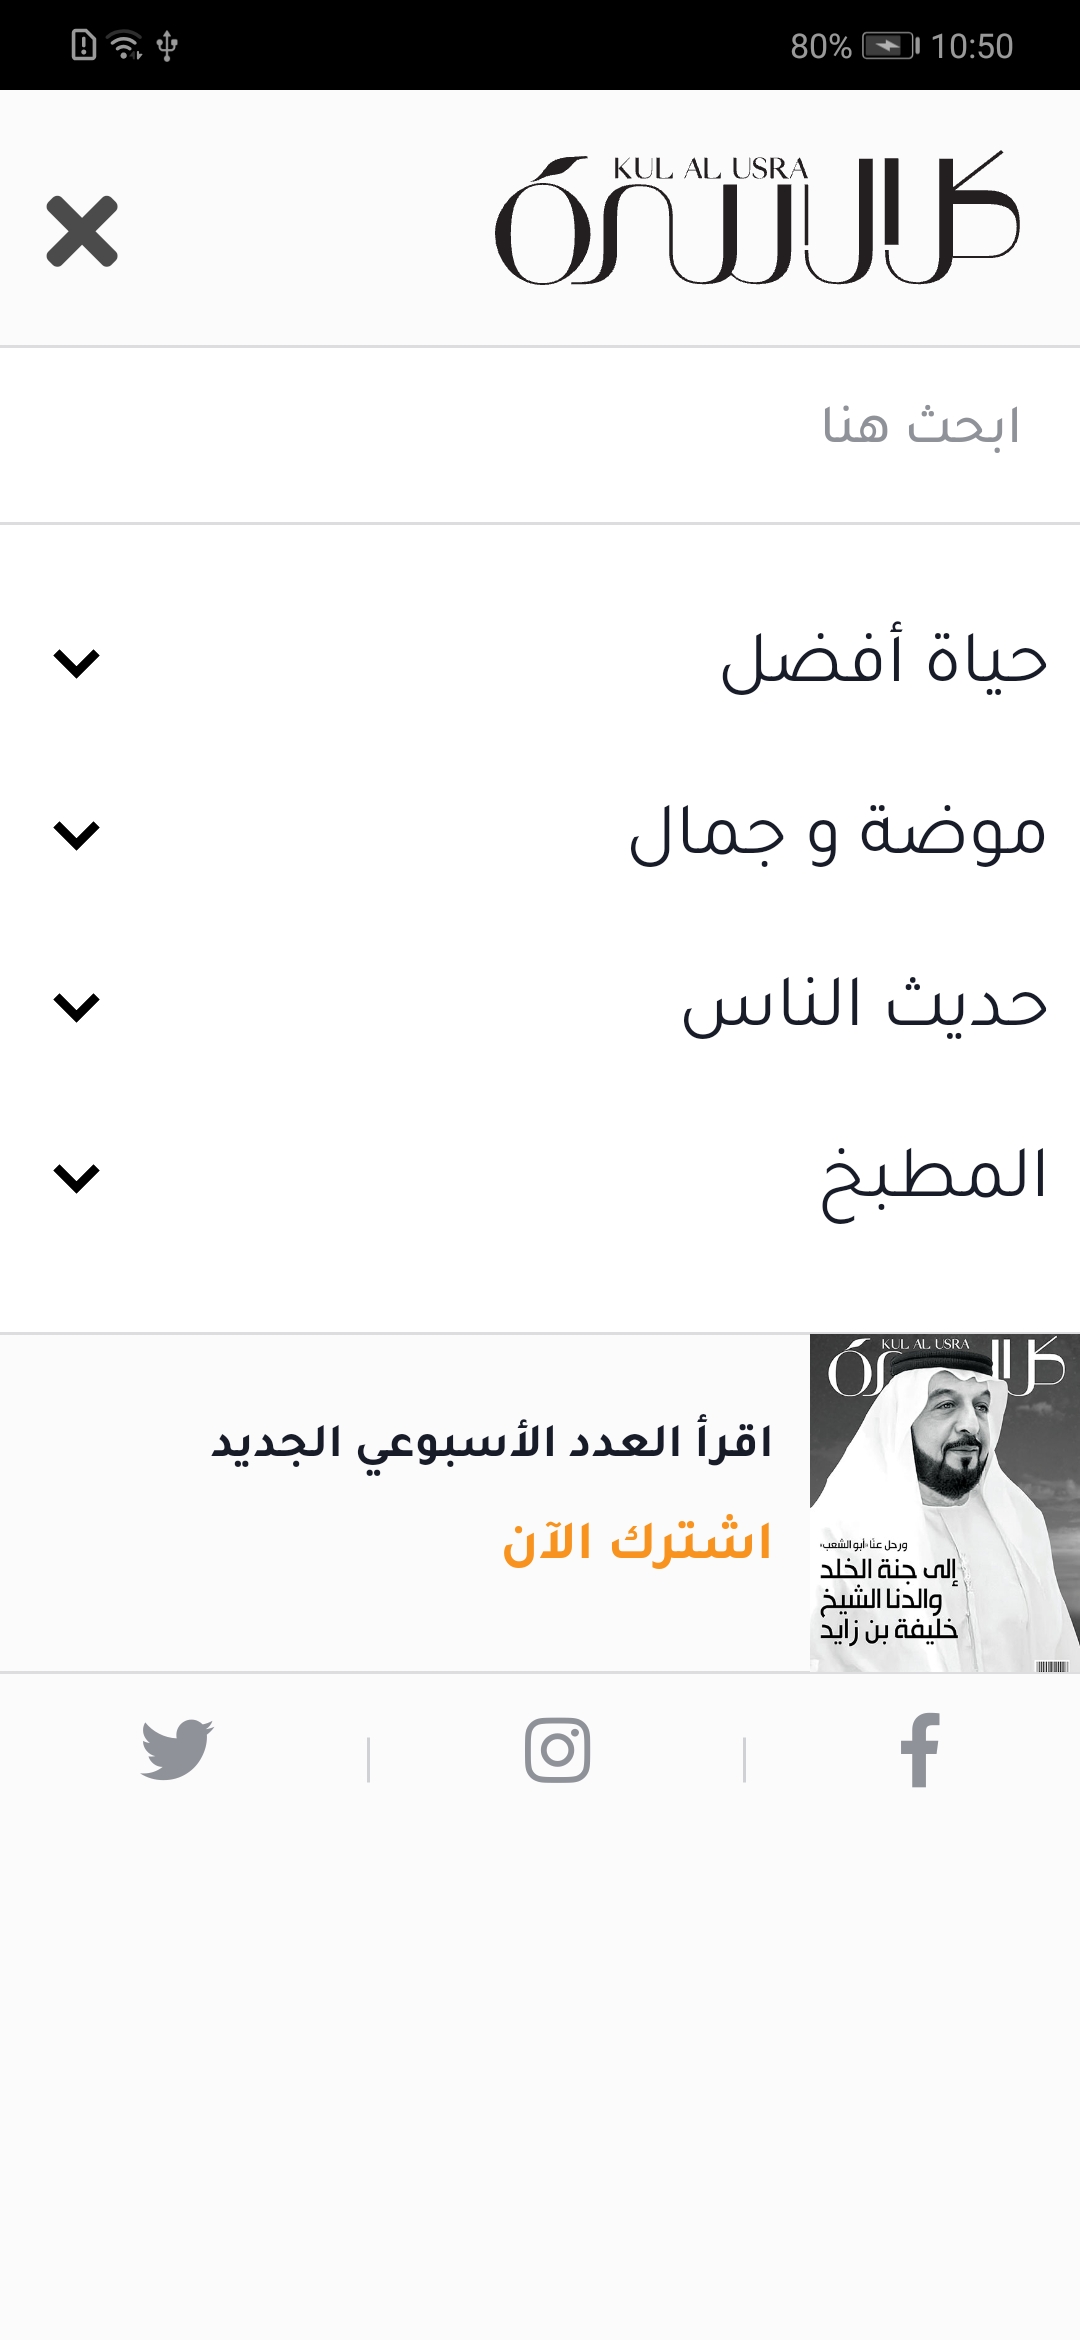 80% 10:50
KUL AL USRA
كل الأسرة
ابحث هنا
حياة أفضل
موضة و جمال
حديث الناس
المطبخ
KUL AL USRA
كل الأسرة
ورحل عنّا «أبو الشعب»
إلى جنة الخلد
والدنا الشيخ
خليفة بن زايد
اقرأ العدد الأسبوعي الجديد
اشترك الآن